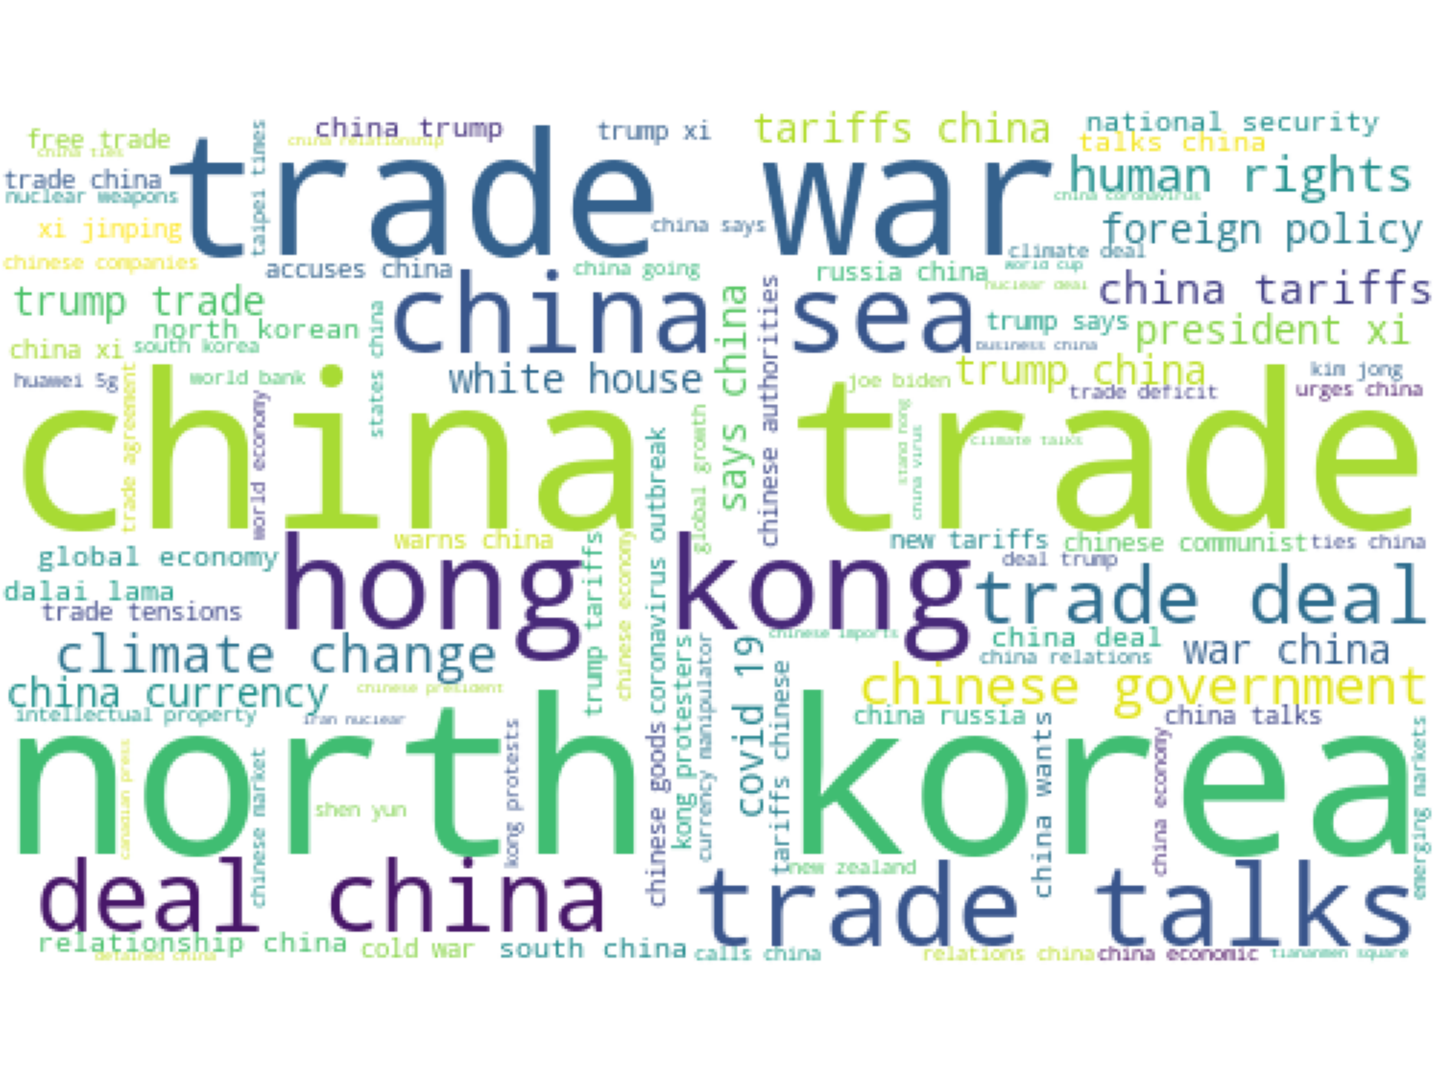 free trade
china trump
china relationship
trump xi
tariffs china
national security
china ties
taipei times
talks china
trade china
trade war
human rights
nuclear weapons
china coronavirus
xi jinping
china says
foreign policy
chinese companies
accuses china
china going
climate deal
russia china
world cup
nuclear deal
china tariffs
trump trade
china sea
north korean
states china
says china
chinese authorities
trump says
president xi
china xi
south korea
business china
huawei 5g
world bank
white house
joe biden
trump china
kim jong
trade deficit
urges china
china trade
trade agreement
world economy
global growth
coronavirus outbreak
stand hong
china virus
climate talks
global economy
warns china
new tariffs
chinese communist
ties china
hong kong
trump tariffs
chinese economy
deal trump
dalai lama
trade deal
trade tensions
climate change
chinese imports
china deal
war china
china relations
china currency
chinese president
kong protesters
currency manipulator
covid 19
tariffs chinese
chinese government
intellectual property
iran nuclear
china russia
china talks
north korea
canadian press
chinese market
shen yun
kong protests
chinese goods
china wants
china economy
emerging markets
new zealand
deal china
trade talks
relationship china
detained china
cold war
south china
calls china
relations china
china economic
tiananmen square